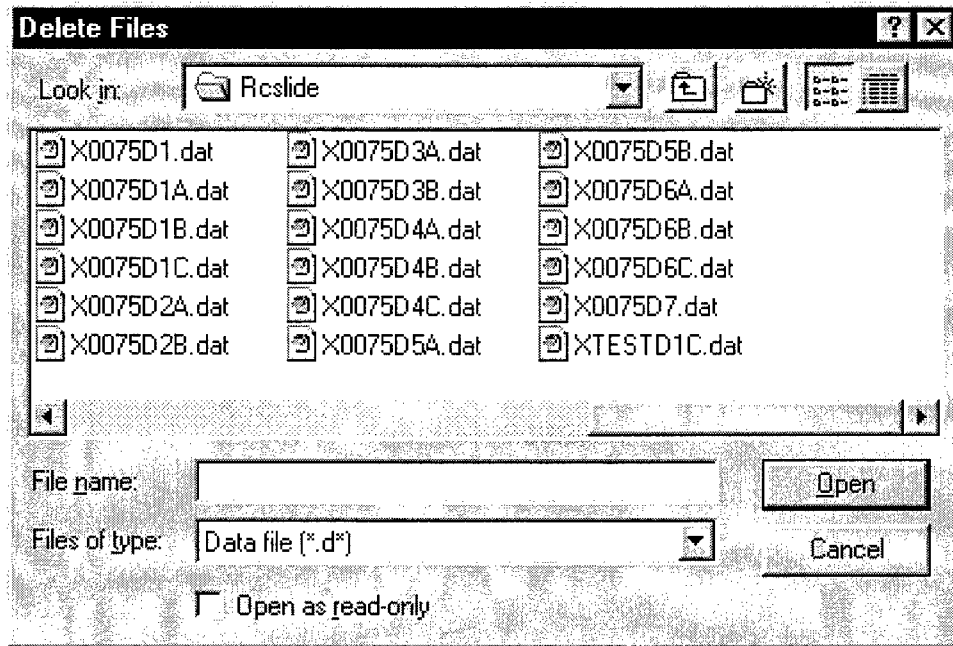 Delete Files
Look in: Rcslide
X0075D1.dat X0075D3A.dat X0075D5B.dat
X0075D1A.dat X0075D3B.dat X0075D6A.dat
X0075D1B.dat X0075D4A.dat X0075D6B.dat
X0075D1C.dat X0075D4B.dat X0075D6C.dat
X0075D2A.dat X0075D4C.dat X0075D7.dat
X0075D2B.dat X0075D5A.dat XTESTD1C.dat
File name: Open
Files of type: Data file (*.d*) Cancel
Open as read-only